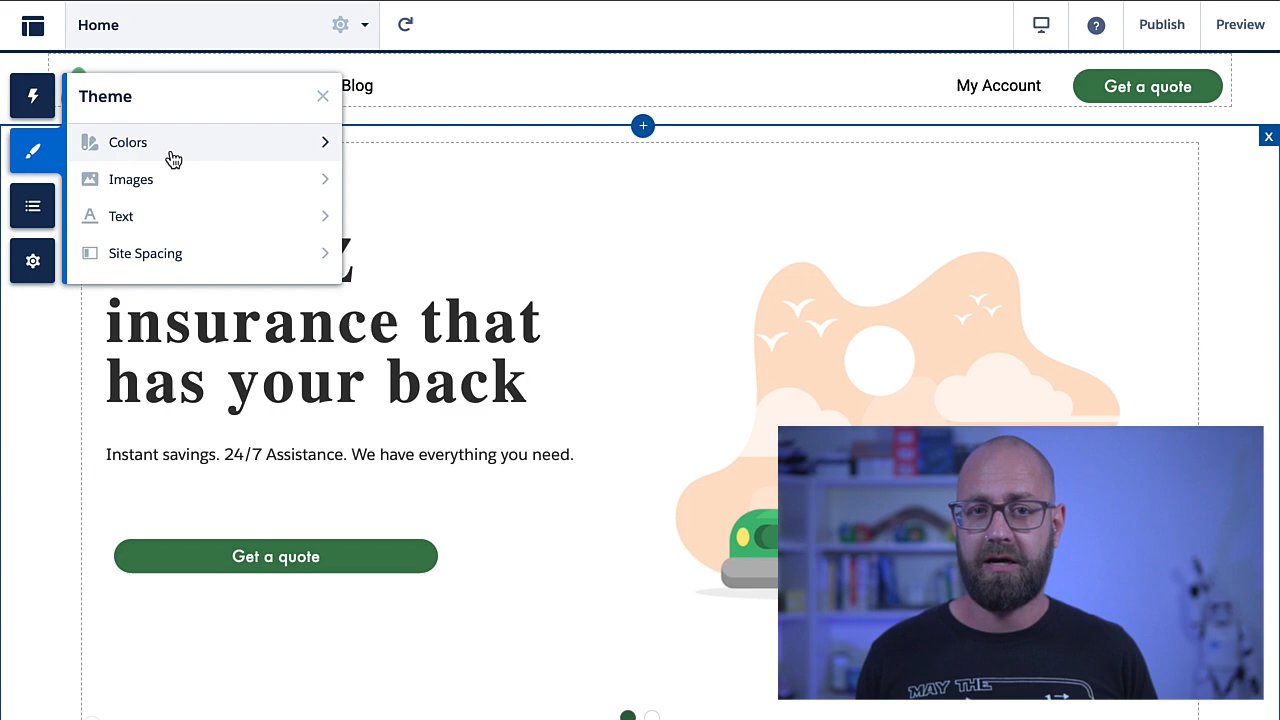 Home
Publish
Preview
Blog
My Account
Get a quote
Theme
Colors
Images
Text
Site Spacing
insurance that
has your back
Instant savings. 24/7 Assistance. We have everything you need.
Get a quote
MAY THE